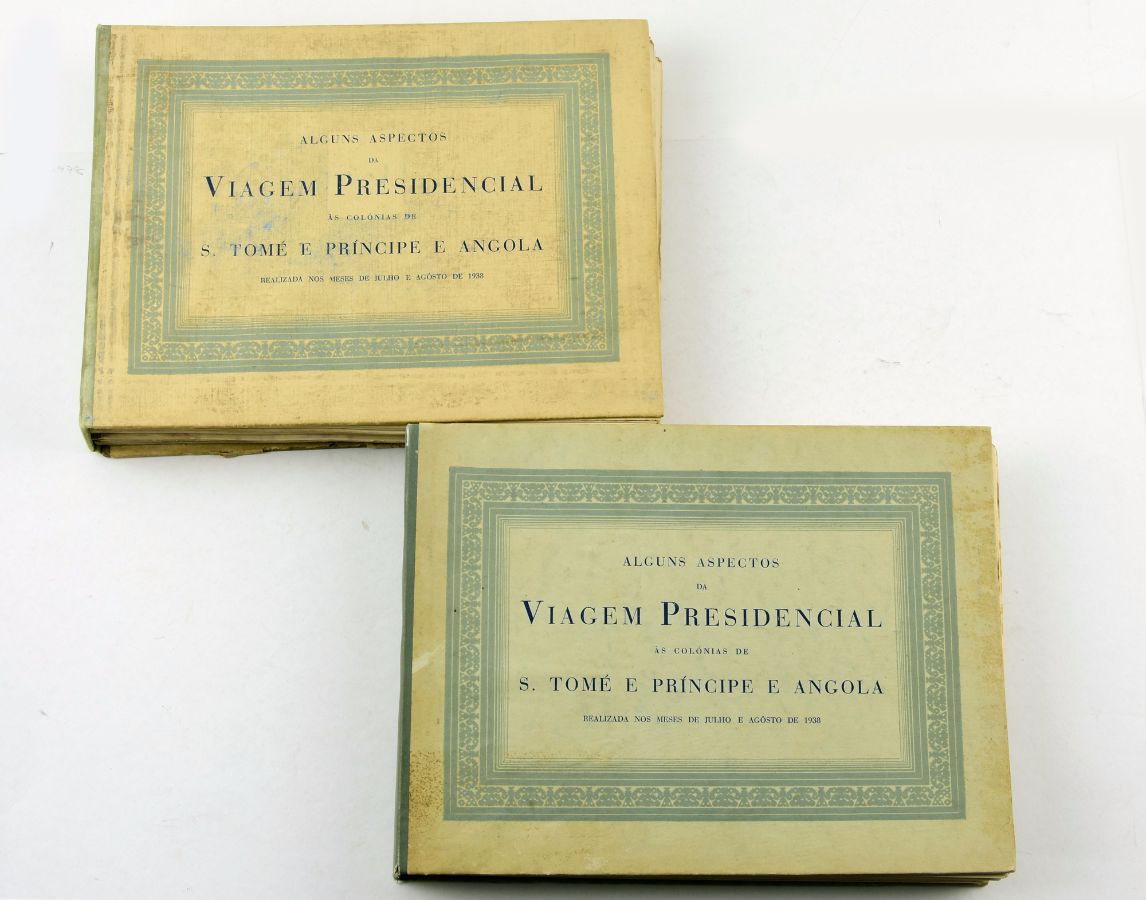 ALGUNS ASPECTOS
DA
VIAGEM PRESIDENCIAL
ÀS COLÓNIAS DE
S. TOMÉ E PRÍNCIPE E ANGOLA
REALIZADA NOS MESES DE JULHO E AGÔSTO DE 1938
ALGUNS ASPECTOS
DA
VIAGEM PRESIDENCIAL
ÀS COLÓNIAS DE
S. TOMÉ E PRÍNCIPE E ANGOLA
REALIZADA NOS MESES DE JULHO E AGÔSTO DE 1938